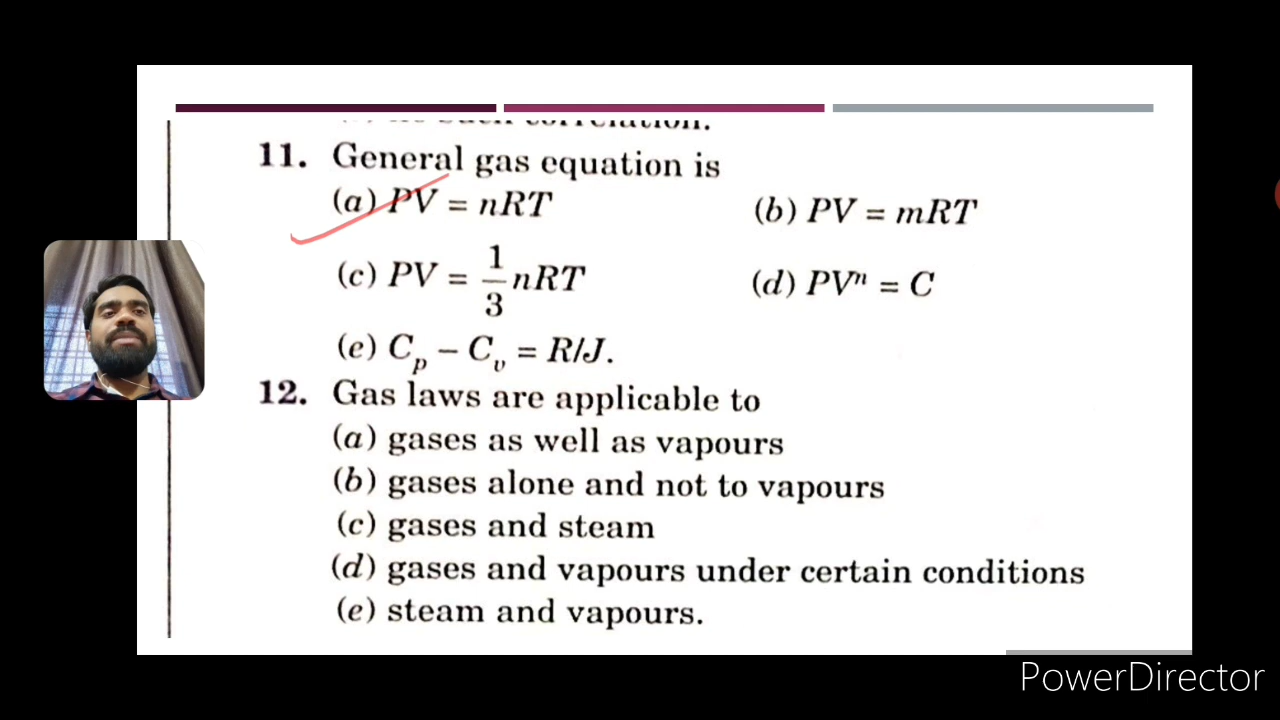 correlation.
11. General gas equation is
(a) PV = nRT (b) PV = mRT
(c) PV = 1/3 nRT (d) PVⁿ = C
(e) Cₚ – Cᵥ = R/J.
12. Gas laws are applicable to
(a) gases as well as vapours
(b) gases alone and not to vapours
(c) gases and steam
(d) gases and vapours under certain conditions
(e) steam and vapours.
PowerDirector